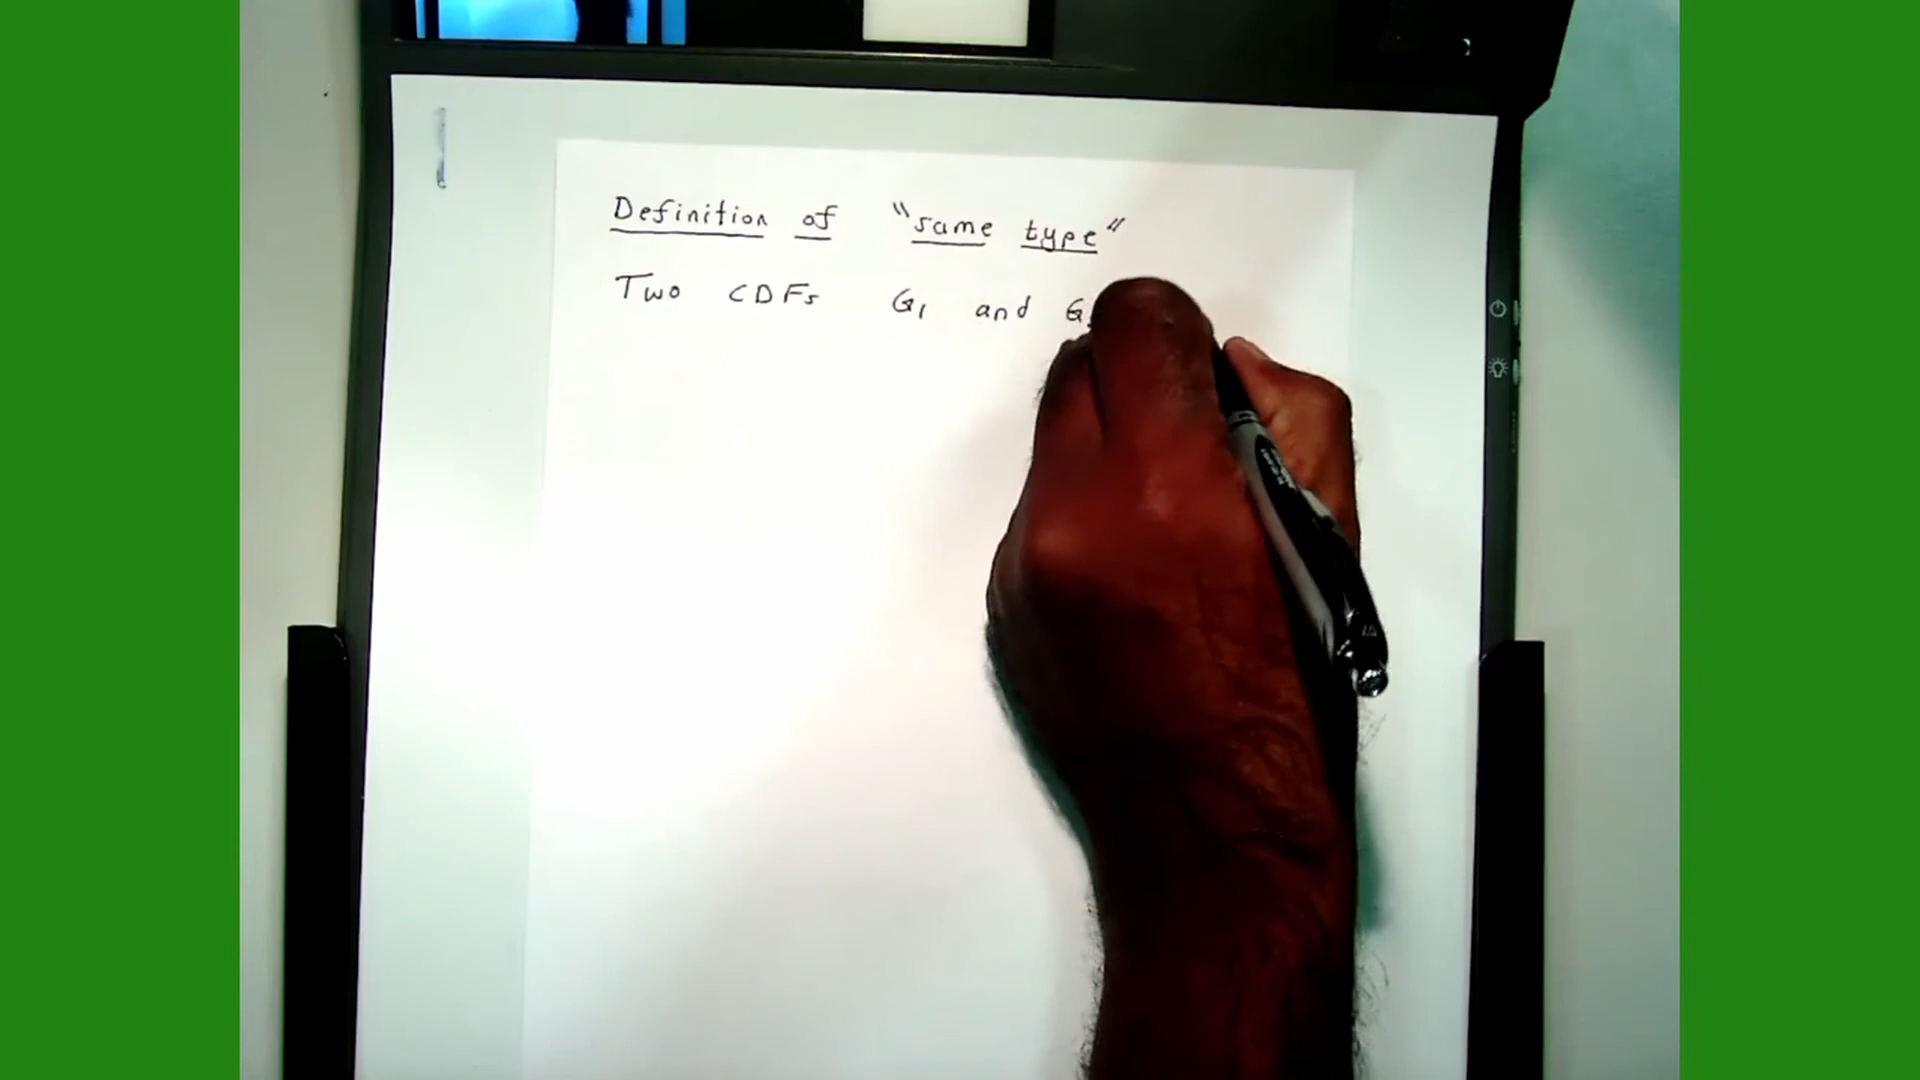 Definition of "same type"
Two CDFs G₁ and G